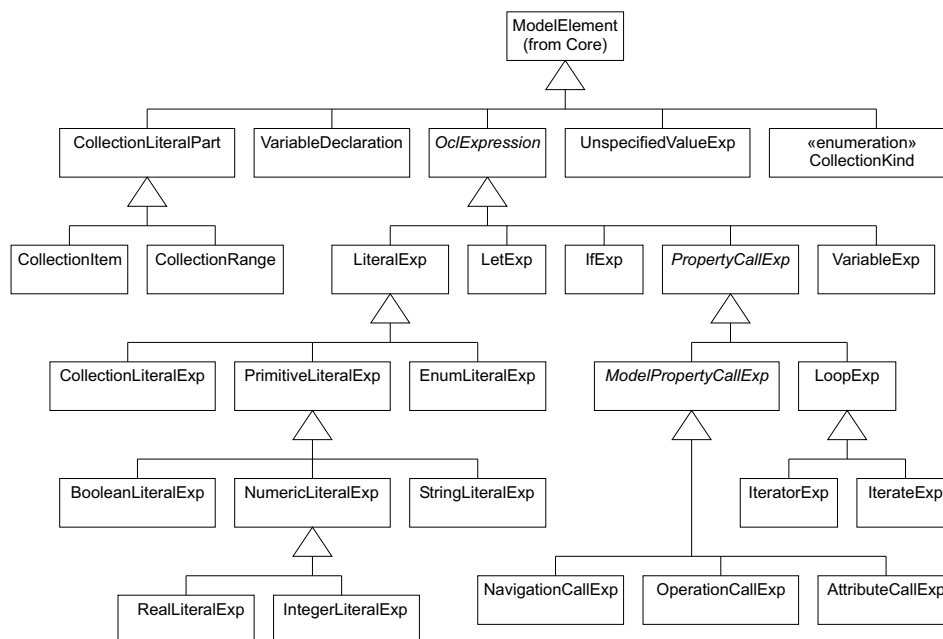 ModelElement
(from Core)
CollectionLiteralPart
VariableDeclaration
OclExpression
UnspecifiedValueExp
«enumeration»
CollectionKind
CollectionItem
CollectionRange
LiteralExp
LetExp
IfExp
PropertyCallExp
VariableExp
CollectionLiteralExp
PrimitiveLiteralExp
EnumLiteralExp
ModelPropertyCallExp
LoopExp
BooleanLiteralExp
NumericLiteralExp
StringLiteralExp
IteratorExp
IterateExp
NavigationCallExp
OperationCallExp
AttributeCallExp
RealLiteralExp
IntegerLiteralExp